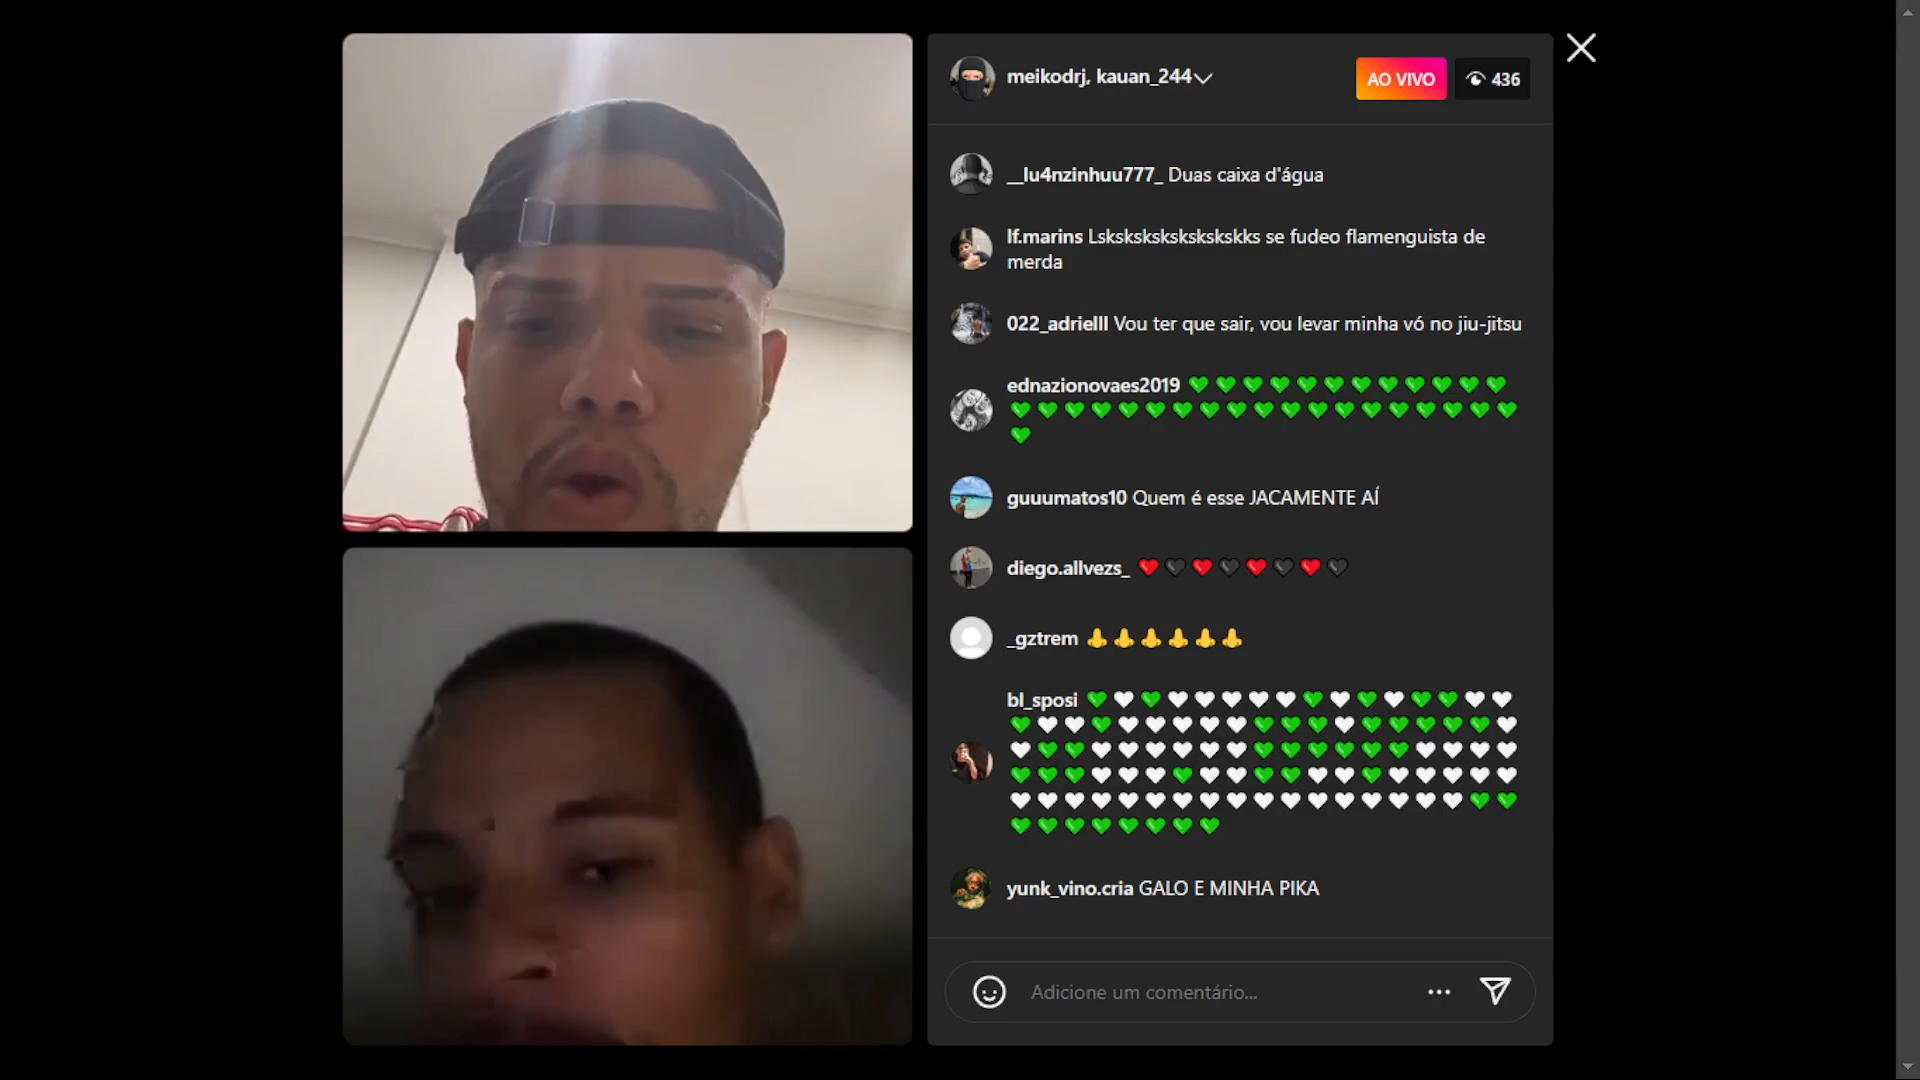 meikodrj, kauan_244
AO VIVO
436
__lu4nzinhuu777_ Duas caixa d'água
lf.marins Lsksksksksksksksskks se fudeo flamenguista de
merda
022_adrielll Vou ter que sair, vou levar minha vó no jiu-jitsu
ednazionovaes2019 💚💚💚💚💚💚💚💚💚💚💚💚
💚💚💚💚💚💚💚💚💚💚💚💚💚💚💚💚💚💚💚
💚
guuumatos10 Quem é esse JACAMENTE AÍ
diego.allvezs_ ❤🖤❤🖤❤🖤❤🖤
_gztrem 👃👃👃👃👃👃
bl_sposi 💚🤍💚🤍🤍🤍🤍🤍💚🤍💚🤍💚💚🤍🤍
💚🤍🤍💚🤍🤍🤍🤍🤍💚💚💚🤍💚💚💚💚💚🤍
🤍💚💚🤍🤍🤍🤍🤍🤍💚💚💚💚💚💚🤍🤍🤍🤍
💚💚💚🤍🤍🤍💚🤍🤍💚💚🤍🤍💚🤍🤍🤍🤍🤍
🤍🤍🤍🤍🤍🤍🤍🤍🤍🤍🤍🤍🤍🤍🤍🤍🤍💚💚
💚💚💚💚💚💚💚💚
yunk_vino.cria GALO E MINHA PIKA
Adicione um comentário...